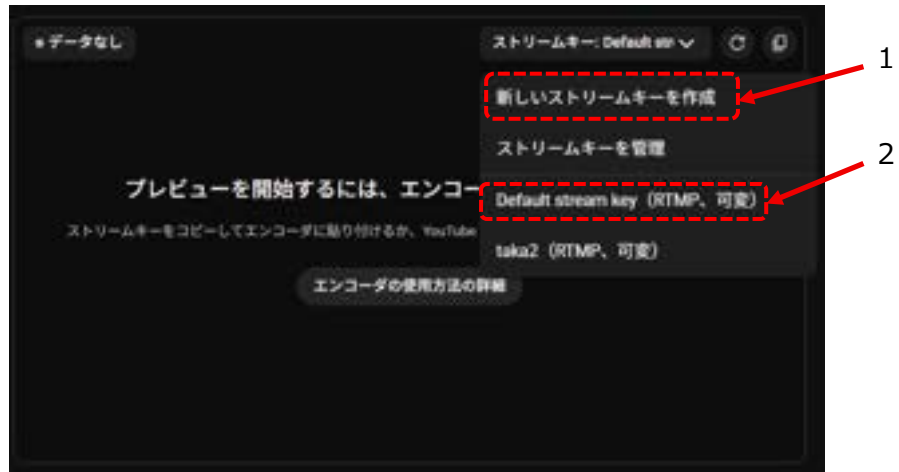 データなし
ストリームキー: Default str
1
新しいストリームキーを作成
ストリームキーを管理
2
プレビューを開始するには、エンコー
Default stream key（RTMP、可変）
ストリームキーをコピーしてエンコーダに貼り付けるか、YouTube
taka2（RTMP、可変）
エンコーダの使用方法の詳細